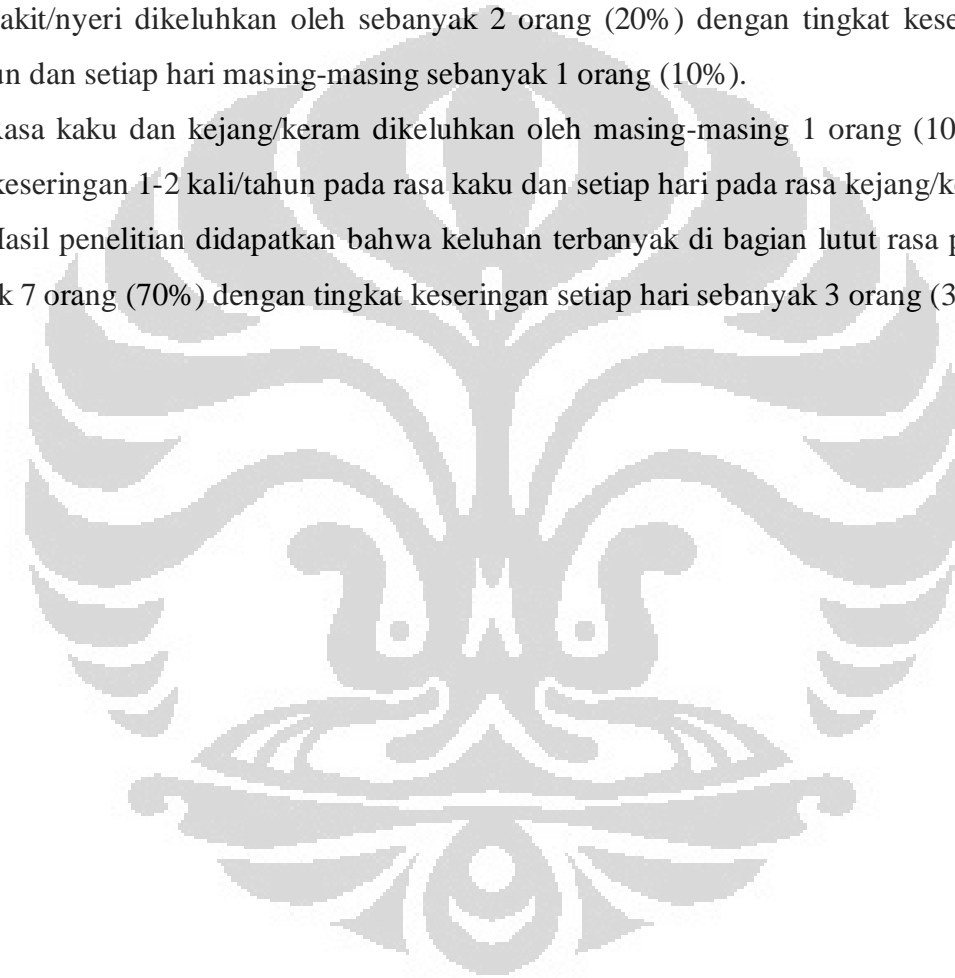 akit/nyeri dikeluhkan oleh sebanyak 2 orang (20%) dengan tingkat kese
un dan setiap hari masing-masing sebanyak 1 orang (10%).
asa kaku dan kejang/keram dikeluhkan oleh masing-masing 1 orang (10
keseringan 1-2 kali/tahun pada rasa kaku dan setiap hari pada rasa kejang/k
asil penelitian didapatkan bahwa keluhan terbanyak di bagian lutut rasa p
k 7 orang (70%) dengan tingkat keseringan setiap hari sebanyak 3 orang (3